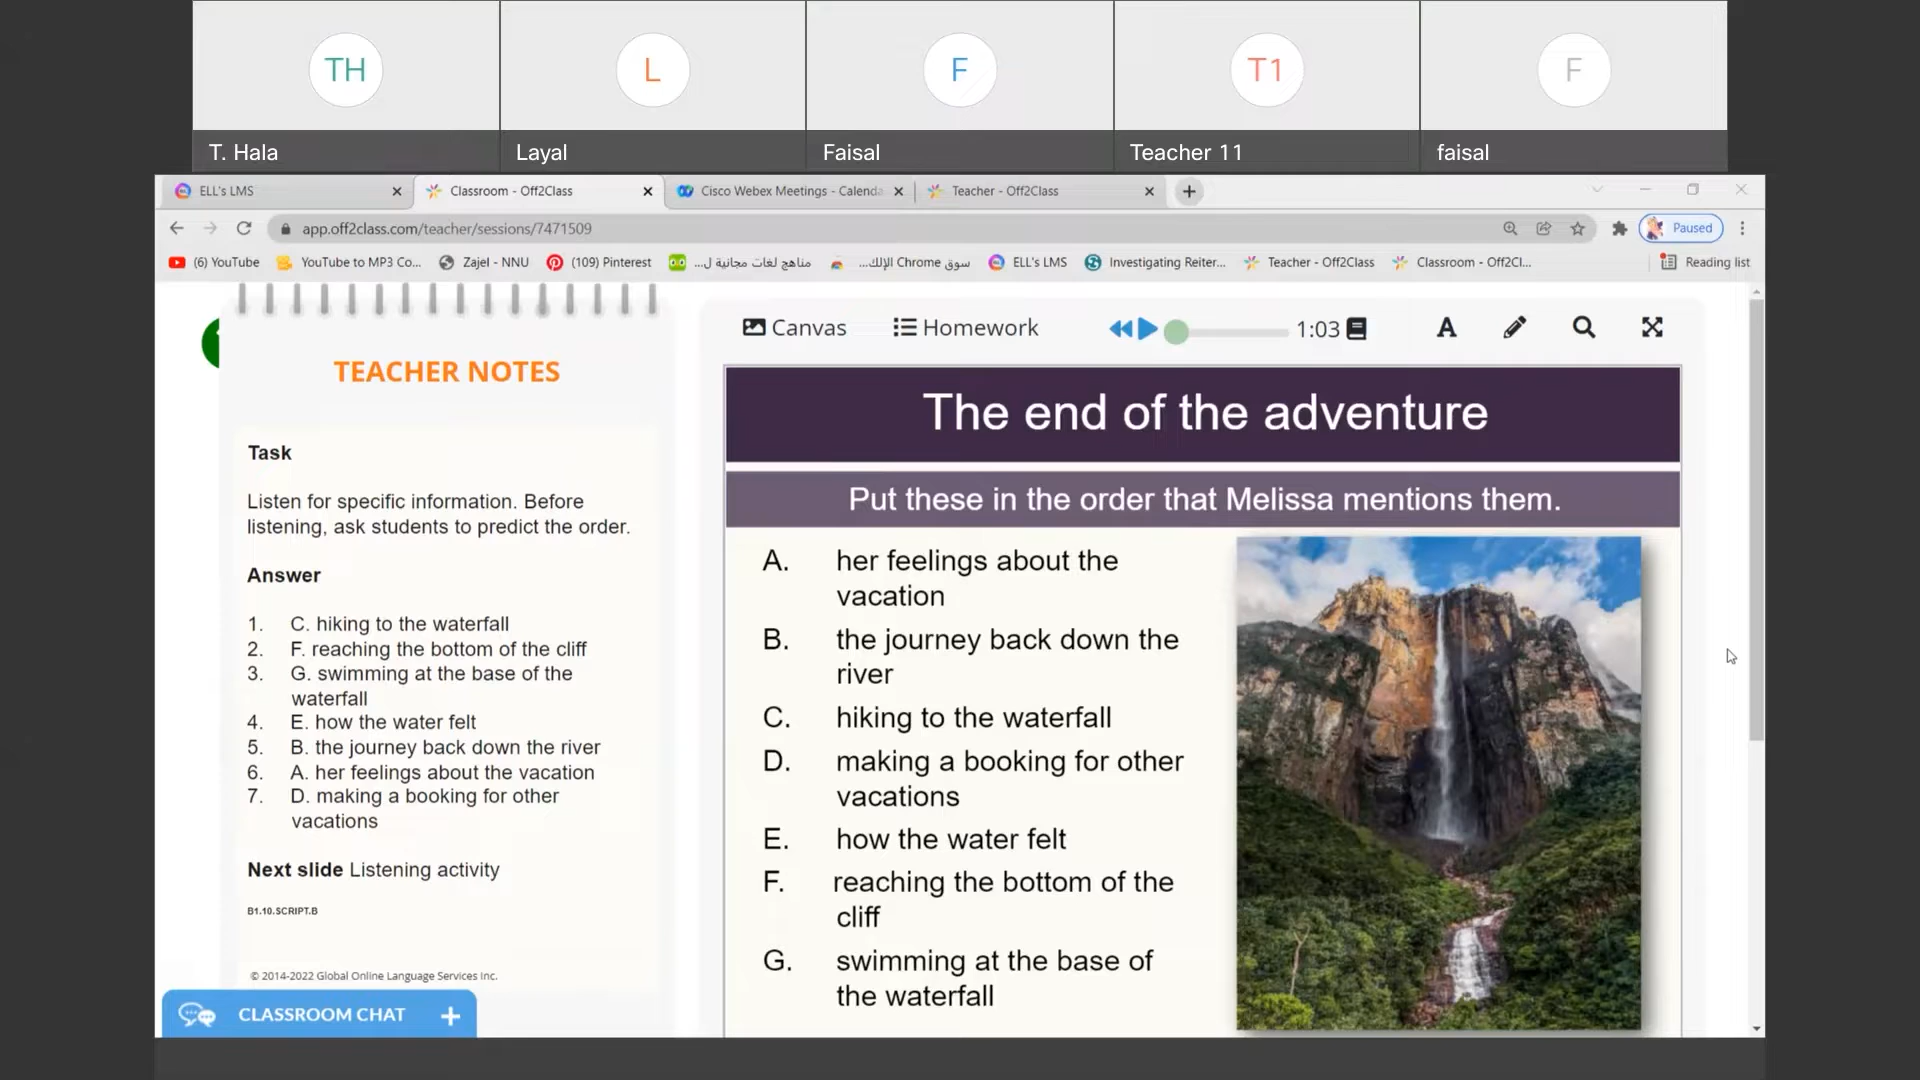 TH
L
F
T1
F
T. Hala
Layal
Faisal
Teacher 11
faisal
ELL's LMS
Classroom - Off2Class
Cisco Webex Meetings - Calenda
Teacher - Off2Class
app.off2class.com/teacher/sessions/7471509
Paused
(6) YouTube
YouTube to MP3 Co...
Zajel - NNU
(109) Pinterest
مناهج لغات مجانية ل...
سوق Chrome الإلك...
ELL's LMS
Investigating Reiter...
Teacher - Off2Class
Classroom - Off2Cl...
Reading list
Canvas
Homework
1:03
A
TEACHER NOTES
Task
Listen for specific information. Before
listening, ask students to predict the order.
Answer
1. C. hiking to the waterfall
2. F. reaching the bottom of the cliff
3. G. swimming at the base of the
waterfall
4. E. how the water felt
5. B. the journey back down the river
6. A. her feelings about the vacation
7. D. making a booking for other
vacations
Next slide Listening activity
B1.10.SCRIPT.B
© 2014-2022 Global Online Language Services Inc.
CLASSROOM CHAT +
The end of the adventure
Put these in the order that Melissa mentions them.
A. her feelings about the
vacation
B. the journey back down the
river
C. hiking to the waterfall
D. making a booking for other
vacations
E. how the water felt
F. reaching the bottom of the
cliff
G. swimming at the base of
the waterfall